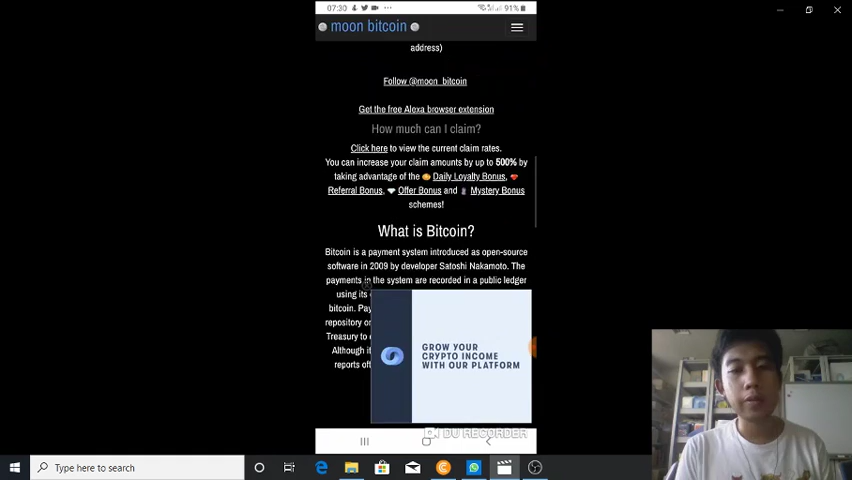 07:30
91%
moon bitcoin
address)
Follow @moon_bitcoin
Get the free Alexa browser extension
How much can I claim?
Click here to view the current claim rates.
You can increase your claim amounts by up to 500% by
taking advantage of the Daily Loyalty Bonus,
Referral Bonus, Offer Bonus and Mystery Bonus
schemes!
What is Bitcoin?
Bitcoin is a payment system introduced as open-source
software in 2009 by developer Satoshi Nakamoto. The
payments in the system are recorded in a public ledger
using its
bitcoin. Pay
repository
Treasury to
Although
reports
GROW YOUR
CRYPTO INCOME
WITH OUR PLATFORM
DU RECORDER
Type here to search